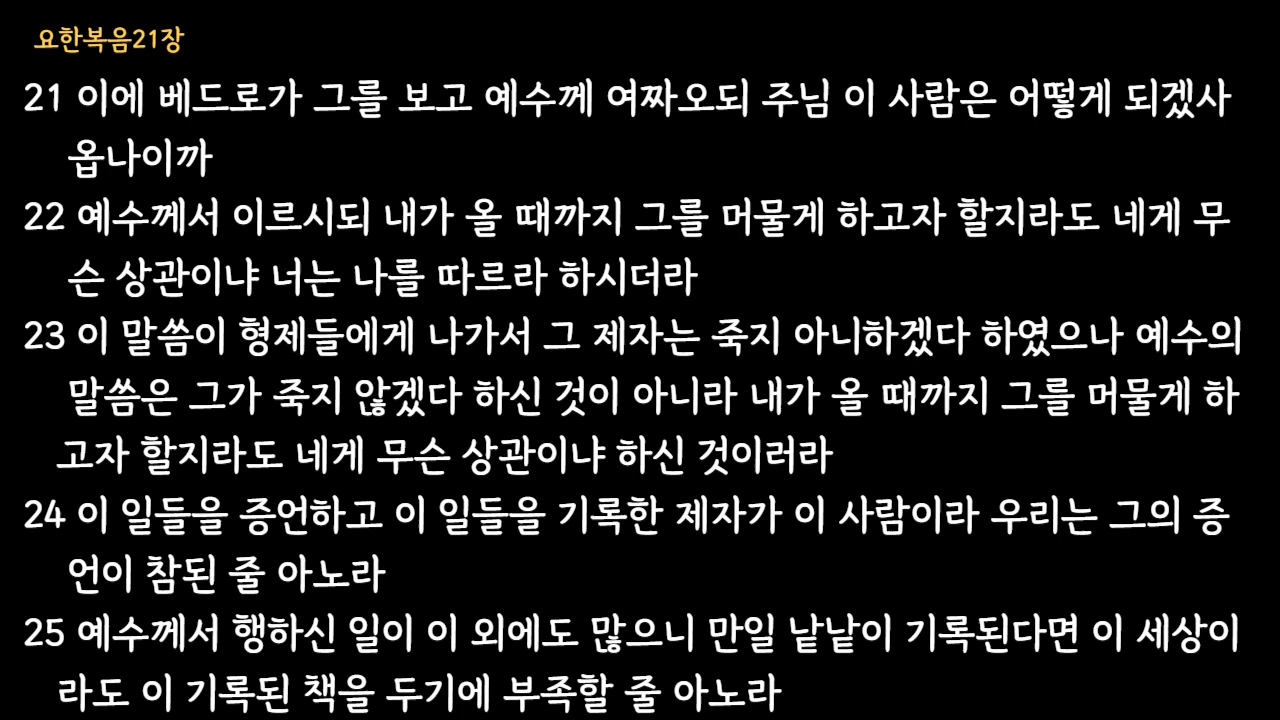 요한복음21장
21 이에 베드로가 그를 보고 예수께 여짜오되 주님 이 사람은 어떻게 되겠사
옵나이까
22 예수께서 이르시되 내가 올 때까지 그를 머물게 하고자 할지라도 네게 무
슨 상관이냐 너는 나를 따르라 하시더라
23 이 말씀이 형제들에게 나가서 그 제자는 죽지 아니하겠다 하였으나 예수의
말씀은 그가 죽지 않겠다 하신 것이 아니라 내가 올 때까지 그를 머물게 하
고자 할지라도 네게 무슨 상관이냐 하신 것이러라
24 이 일들을 증언하고 이 일들을 기록한 제자가 이 사람이라 우리는 그의 증
언이 참된 줄 아노라
25 예수께서 행하신 일이 이 외에도 많으니 만일 낱낱이 기록된다면 이 세상이
라도 이 기록된 책을 두기에 부족할 줄 아노라